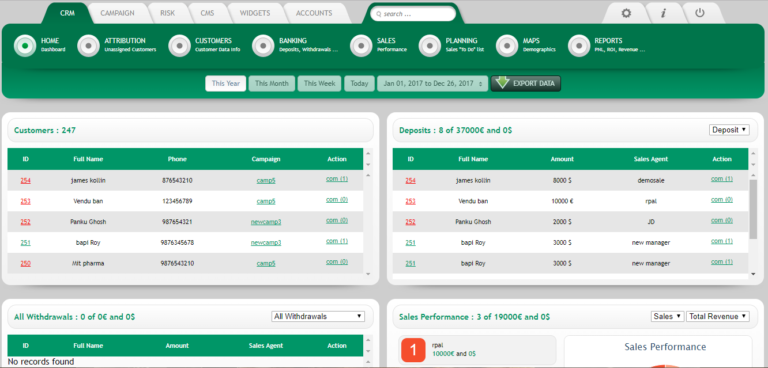 CRM CAMPAIGN RISK CMS WIDGETS ACCOUNTS search ...
HOME
Dashboard
ATTRIBUTION
Unassigned Customers
CUSTOMERS
Customer Data Info
BANKING
Deposits, Withdrawals ...
SALES
Performance
PLANNING
Sales "To Do" list
MAPS
Demographics
REPORTS
PNL, ROI, Revenue ...
This Year This Month This Week Today Jan 01, 2017 to Dec 26, 2017 EXPORT DATA
Customers : 247
ID Full Name Phone Campaign Action
254 james kollin 876543210 camp5 com (1)
253 Vendu ban 123456789 camp5 com (0)
252 Panku Ghosh 987654321 newcamp3 com (0)
251 bapi Roy 9876345678 newcamp3 com (1)
250 Mit pharma 9876543210 camp5 com (0)
Deposits : 8 of 37000€ and 0$ Deposit
ID Full Name Amount Sales Agent Action
254 james kollin 8000 $ demosale com (1)
253 Vendu ban 10000 € rpal com (0)
252 Panku Ghosh 2000 $ JD com (0)
251 bapi Roy 3000 $ new manager com (1)
251 bapi Roy 3000 $ new manager com (1)
All Withdrawals : 0 of 0€ and 0$ All Withdrawals
ID Full Name Amount Sales Agent Action
No records found
Sales Performance : 3 of 19000€ and 0$ Sales Total Revenue
1
rpal
10000€ and 0$
Sales Performance